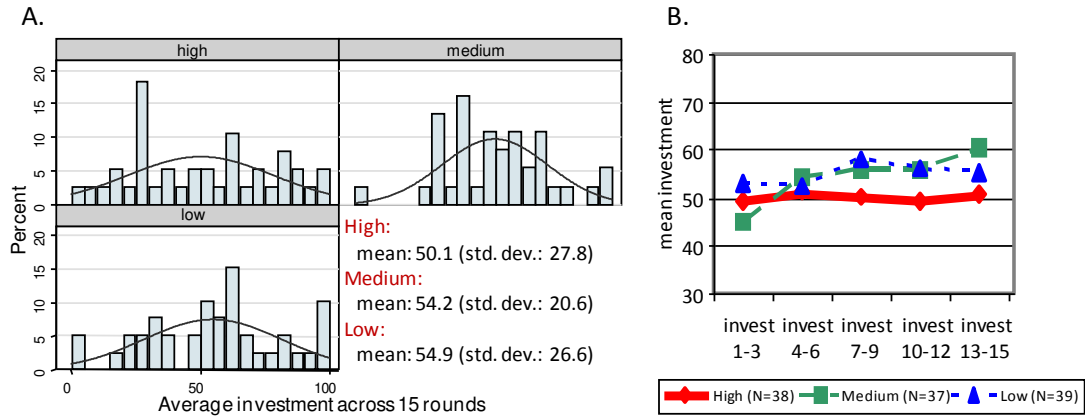 A.
high
medium
Percent
0 5 10 15 20
low
0 5 10 15 20
0 50 100
Average investment across 15 rounds
High:
mean: 50.1 (std. dev.: 27.8)
Medium:
mean: 54.2 (std. dev.: 20.6)
Low:
mean: 54.9 (std. dev.: 26.6)
B.
mean investment
80
70
60
50
40
30
invest invest invest invest invest
1-3 4-6 7-9 10-12 13-15
High (N=38) Medium (N=37) Low (N=39)